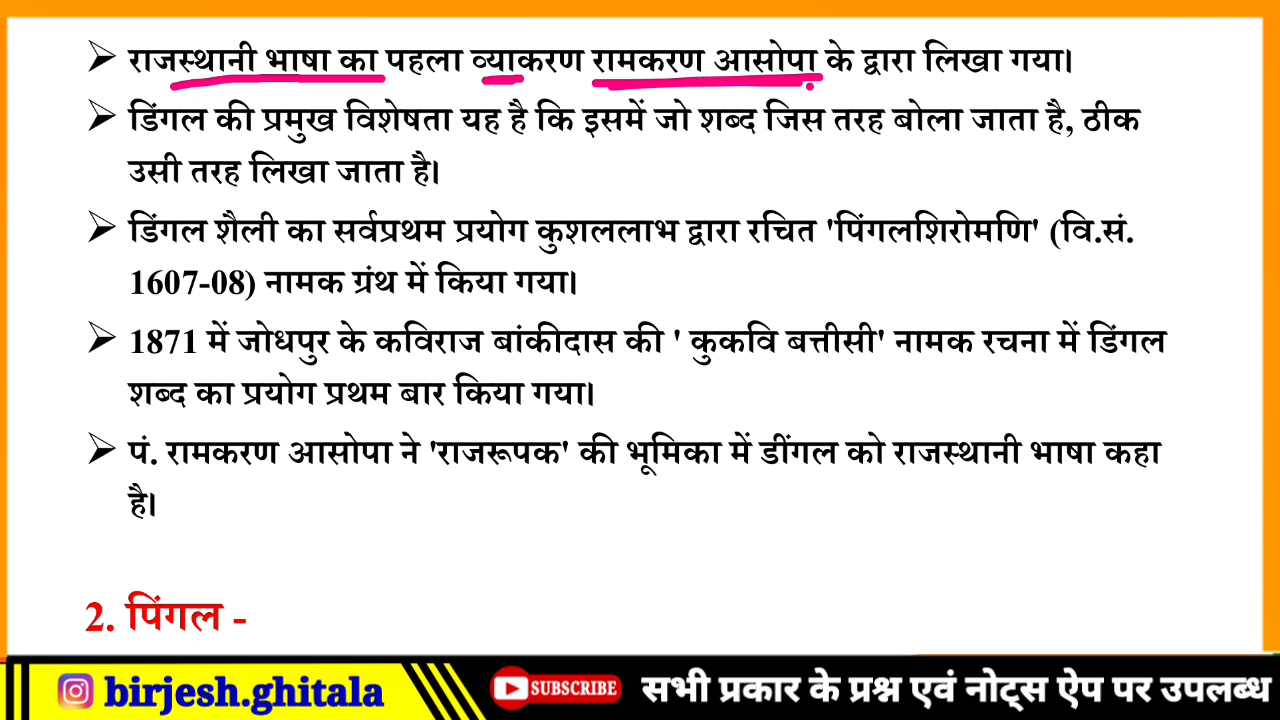 ➢ राजस्थानी भाषा का पहला व्याकरण रामकरण आसोपा के द्वारा लिखा गया।
➢ डिंगल की प्रमुख विशेषता यह है कि इसमें जो शब्द जिस तरह बोला जाता है, ठीक
उसी तरह लिखा जाता है।
➢ डिंगल शैली का सर्वप्रथम प्रयोग कुशललाभ द्वारा रचित 'पिंगलशिरोमणि' (वि.सं.
1607-08) नामक ग्रंथ में किया गया।
➢ 1871 में जोधपुर के कविराज बांकीदास की ' कुकवि बत्तीसी' नामक रचना में डिंगल
शब्द का प्रयोग प्रथम बार किया गया।
➢ पं. रामकरण आसोपा ने 'राजरूपक' की भूमिका में डींगल को राजस्थानी भाषा कहा
है।
2. पिंगल -
birjesh.ghitala SUBSCRIBE सभी प्रकार के प्रश्न एवं नोट्स ऐप पर उपलब्ध